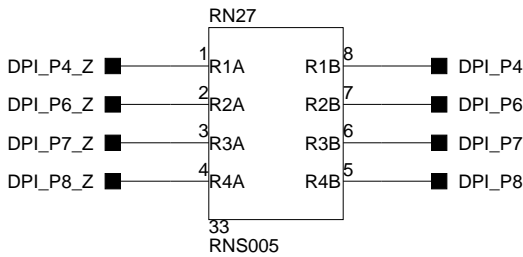 RN27
DPI_P4_Z 1 R1A R1B 8 DPI_P4
DPI_P6_Z 2 R2A R2B 7 DPI_P6
DPI_P7_Z 3 R3A R3B 6 DPI_P7
DPI_P8_Z 4 R4A R4B 5 DPI_P8
33
RNS005